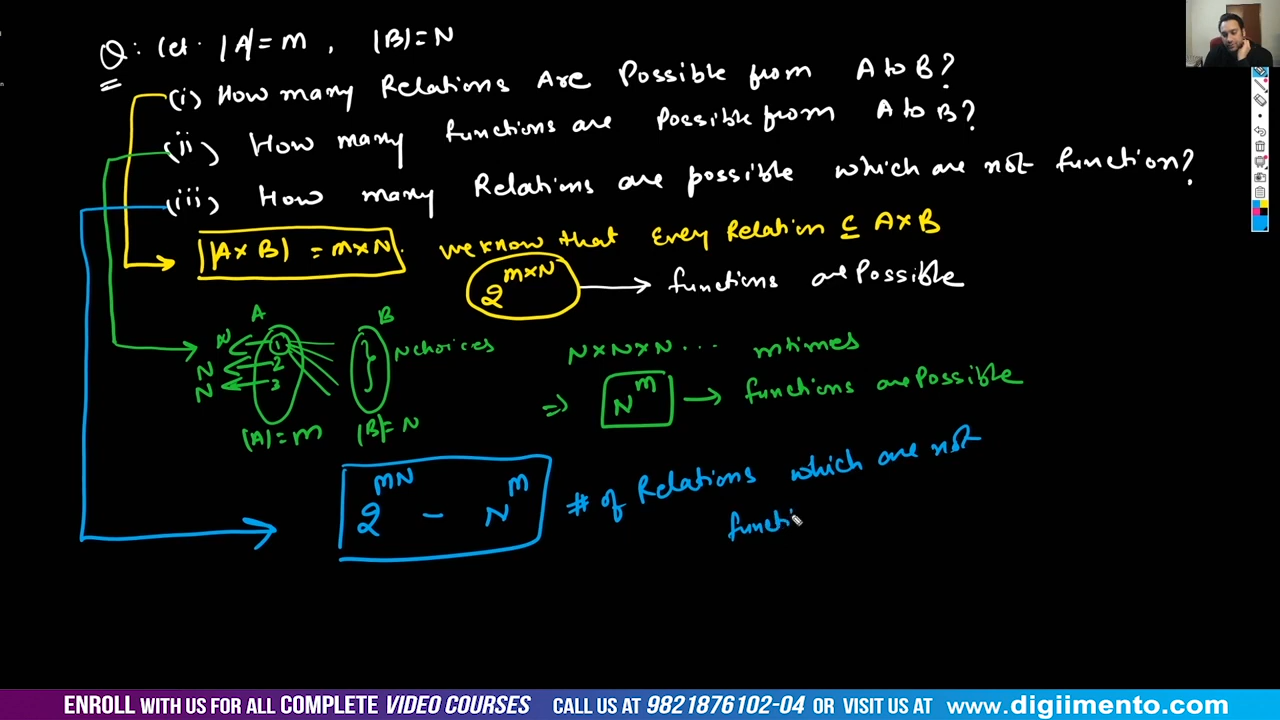 Q: Let |A|=m, |B|=N
(i) How many Relations Are Possible from A to B?
(ii) How many functions are possible from A to B?
(iii) How many Relations are possible which are not function?
|A×B| = m×N. we know that Every Relation ⊆ A×B
2^{m×N} → functions are Possible
A B
N 1 N choices
N 2
N 3
|A|=m |B|=N
N×N×N... m times
⇒ N^m → functions are Possible
2^{MN} - N^m # of Relations which are not
functi
ENROLL WITH US FOR ALL COMPLETE VIDEO COURSES CALL US AT 9821876102-04 OR VISIT US AT www.digiimento.com